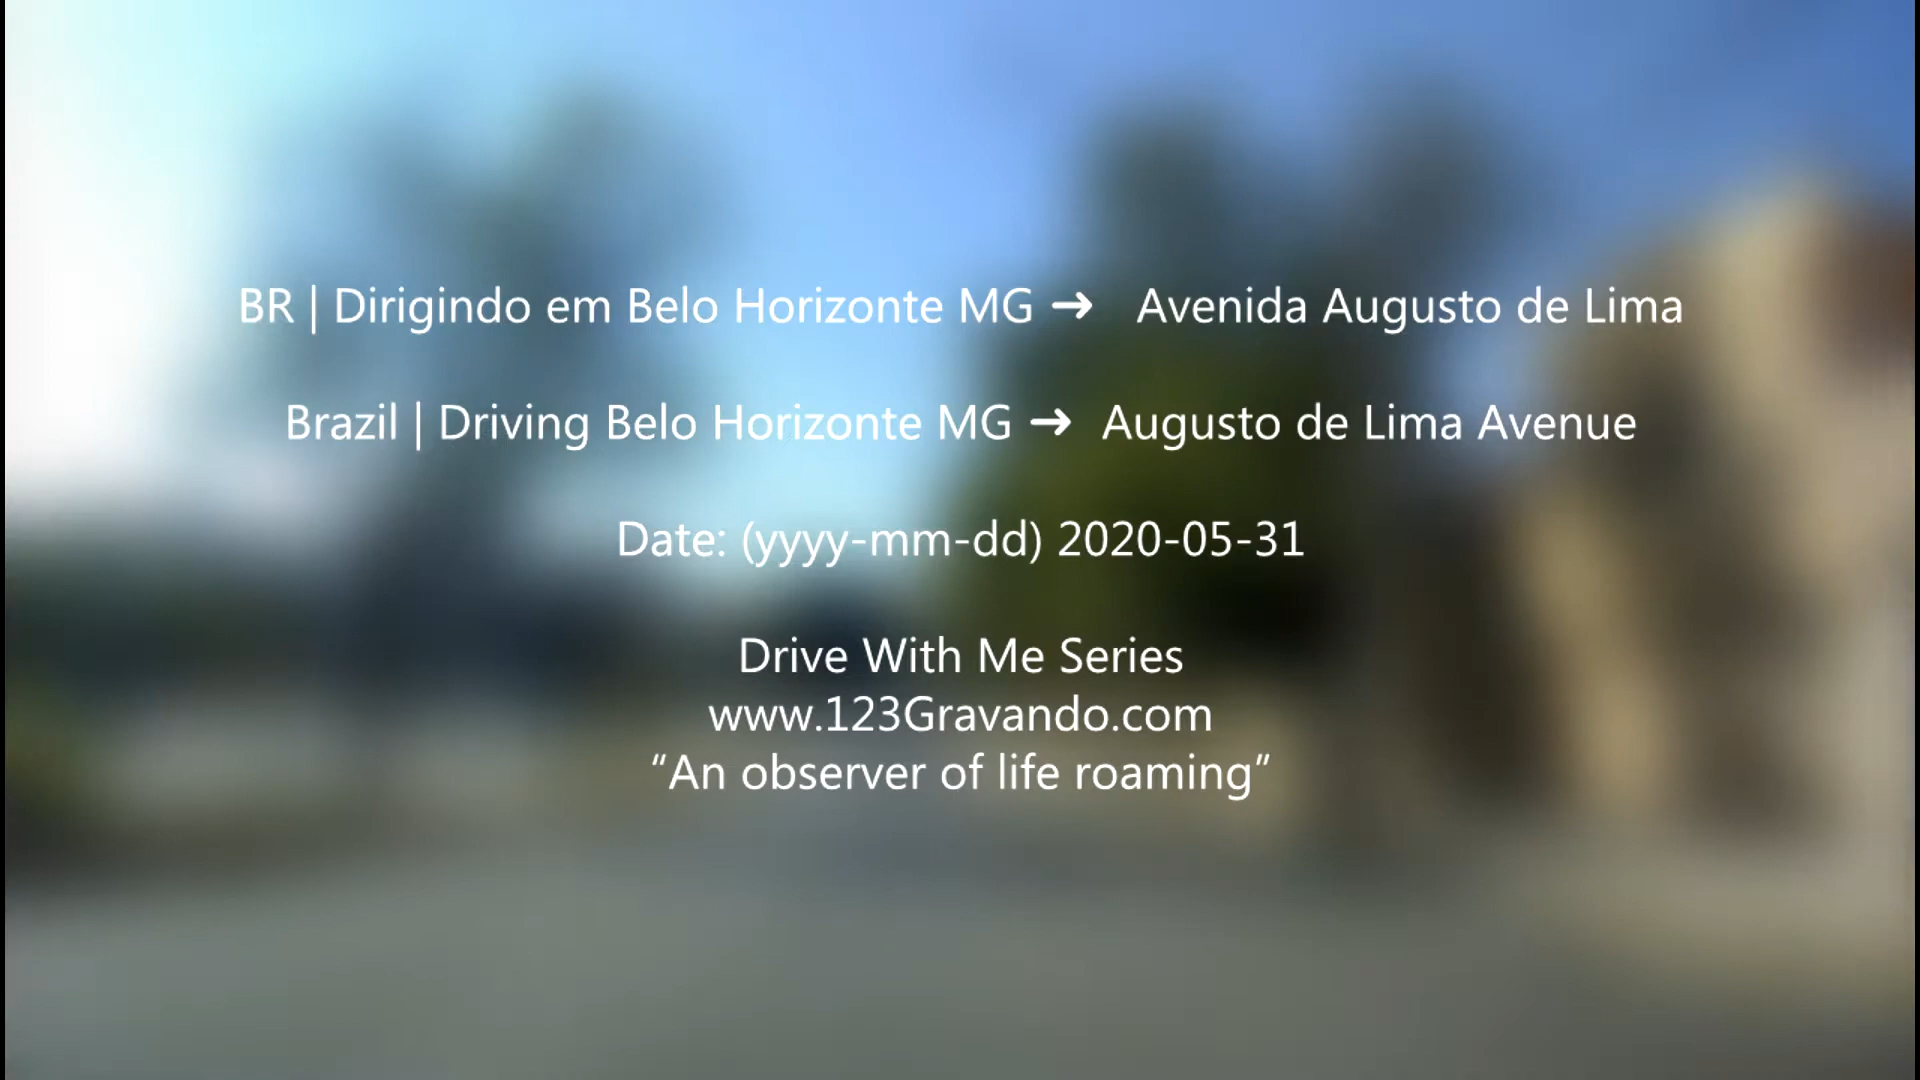 BR | Dirigindo em Belo Horizonte MG ➜ Avenida Augusto de Lima
Brazil | Driving Belo Horizonte MG ➜ Augusto de Lima Avenue
Date: (yyyy-mm-dd) 2020-05-31
Drive With Me Series
www.123Gravando.com
“An observer of life roaming”